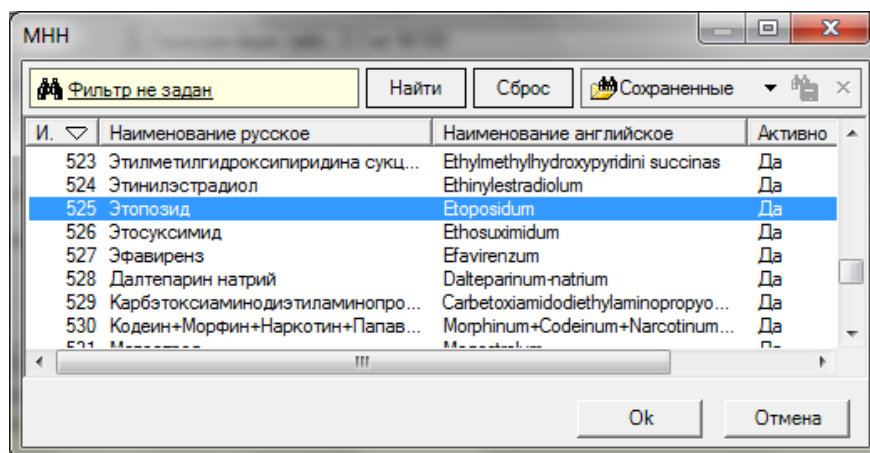 МНН
Фильтр не задан Найти Сброс Сохраненные
И. Наименование русское Наименование английское Активно
523 Этилметилгидроксипиридина сукц... Ethylmethylhydroxypyridini succinas Да
524 Этинилэстрадиол Ethinylestradiolum Да
525 Этопозид Etoposidum Да
526 Этосуксимид Ethosuximidum Да
527 Эфавиренз Efavirenzum Да
528 Далтепарин натрий Dalteparinum-natrium Да
529 Карбэтоксиаминодиэтиламинопро... Carbetoxiamidodiethylaminopropyo... Да
530 Кодеин+Морфин+Наркотин+Папав... Morphinum+Codeinum+Narcotinum... Да
Ok Отмена